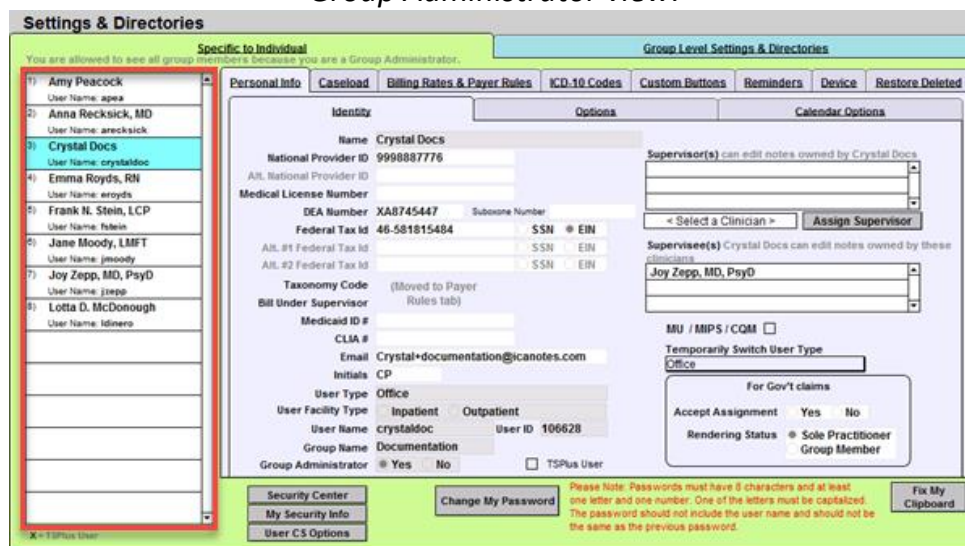 Group Administrator View:
Settings & Directories
Specific to Individual
Group Level Settings & Directories
You are allowed to see all group members because you are a Group Administrator.
1) Amy Peacock
User Name: apea
2) Anna Recksick, MD
User Name: arecksick
3) Crystal Docs
User Name: crystaldoc
4) Emma Royds, RN
User Name: eroyds
5) Frank N. Stein, LCP
User Name: fstein
6) Jane Moody, LMFT
User Name: jmoody
7) Joy Zepp, MD, PsyD
User Name: jzepp
8) Lotta D. McDonough
User Name: ldinero
X = TSPlus User
Personal Info Caseload Billing Rates & Payer Rules ICD-10 Codes Custom Buttons Reminders Device Restore Deleted
Identity Options Calendar Options
Name Crystal Docs
National Provider ID 9998887776
Alt. National Provider ID
Medical License Number
DEA Number XA8745447 Suboxone Number
Federal Tax Id 46-581815484 SSN EIN
Alt. #1 Federal Tax Id SSN EIN
Alt. #2 Federal Tax Id SSN EIN
Taxonomy Code (Moved to Payer
Bill Under Supervisor Rules tab)
Medicaid ID #
CLIA #
Email Crystal+documentation@icanotes.com
Initials CP
User Type Office
User Facility Type Inpatient Outpatient
User Name crystaldoc User ID 106628
Group Name Documentation
Group Administrator Yes No TSPlus User
Supervisor(s) can edit notes owned by Crystal Docs
< Select a Clinician > Assign Supervisor
Supervisee(s) Crystal Docs can edit notes owned by these
clinicians
Joy Zepp, MD, PsyD
MU / MIPS / CQM
Temporarily Switch User Type
Office
For Gov't claims
Accept Assignment Yes No
Rendering Status Sole Practitioner
Group Member
Security Center
My Security Info
User CS Options
Change My Password
Please Note: Passwords must have 8 characters and at least
one letter and one number. One of the letters must be capitalized.
The password should not include the user name and should not be
the same as the previous password.
Fix My
Clipboard